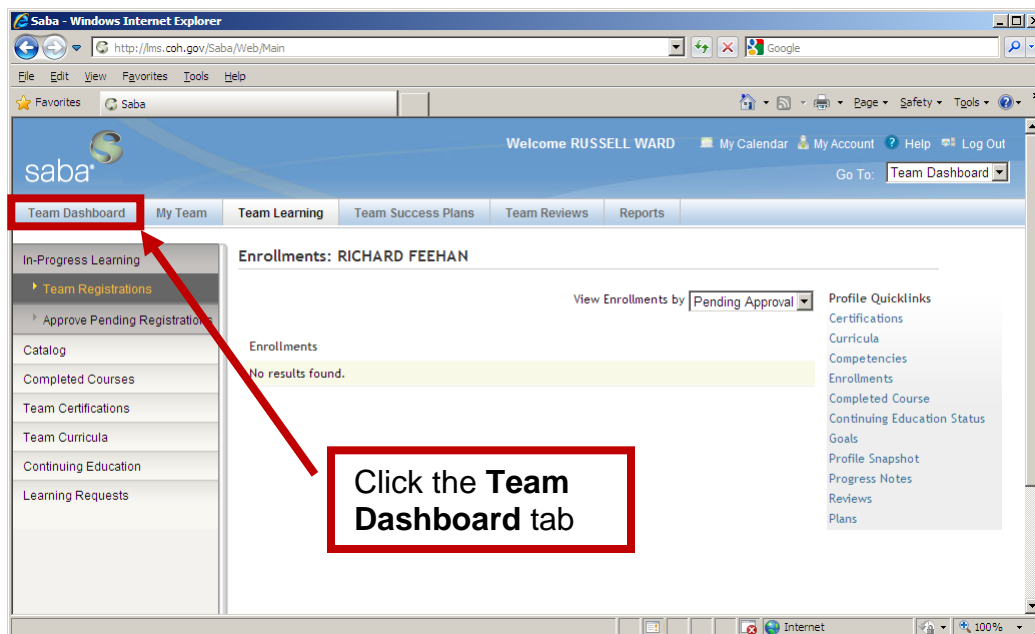 Saba - Windows Internet Explorer
http://lms.coh.gov/Saba/Web/Main
Google
File Edit View Favorites Tools Help
Favorites Saba
Page Safety Tools
saba
Welcome RUSSELL WARD My Calendar My Account Help Log Out
Go To: Team Dashboard
Team Dashboard My Team Team Learning Team Success Plans Team Reviews Reports
In-Progress Learning
Team Registrations
Approve Pending Registrations
Catalog
Completed Courses
Team Certifications
Team Curricula
Continuing Education
Learning Requests
Enrollments: RICHARD FEEHAN
View Enrollments by Pending Approval
Enrollments
No results found.
Profile Quicklinks
Certifications
Curricula
Competencies
Enrollments
Completed Course
Continuing Education Status
Goals
Profile Snapshot
Progress Notes
Reviews
Plans
Click the Team
Dashboard tab
Internet 100%